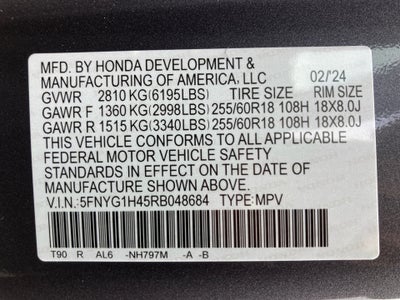 MFD. BY HONDA DEVELOPMENT &
MANUFACTURING OF AMERICA, LLC 02/'24
GVWR 2810 KG(6195LBS) TIRE SIZE RIM SIZE
GAWR F 1360 KG(2998LBS) 255/60R18 108H 18X8.0J
GAWR R 1515 KG(3340LBS) 255/60R18 108H 18X8.0J
THIS VEHICLE CONFORMS TO ALL APPLICABLE
FEDERAL MOTOR VEHICLE SAFETY
STANDARDS IN EFFECT ON THE DATE OF
MANUFACTURE SHOWN ABOVE.
V.I.N.:5FNYG1H45RB048684 TYPE:MPV
T90 R AL6 -NH797M -A -B